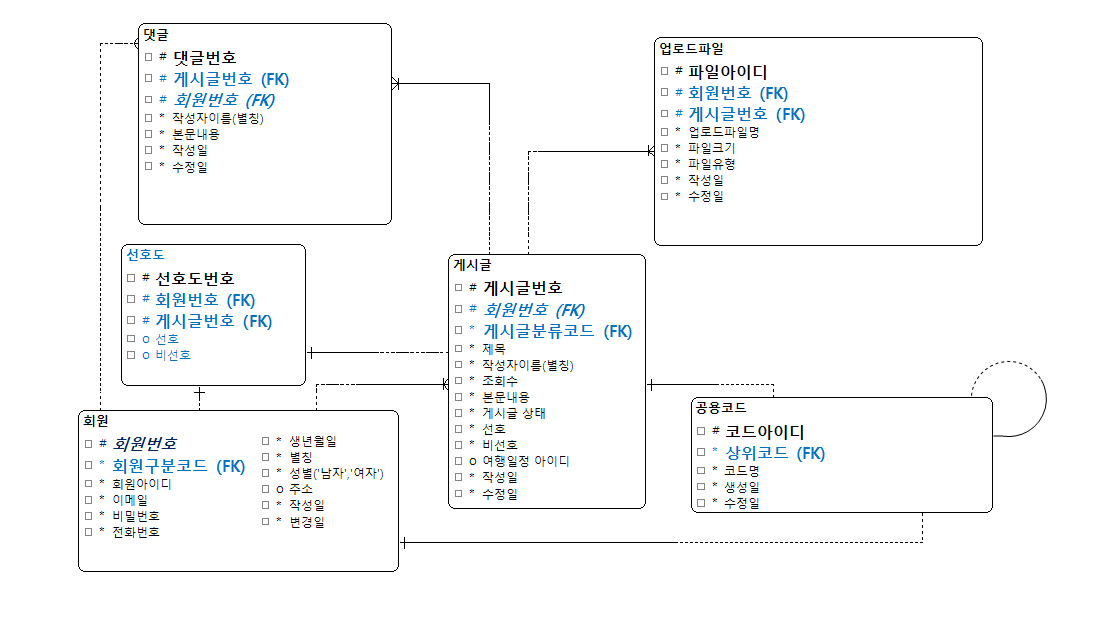 댓글
# 댓글번호
# 게시글번호 (FK)
# 회원번호 (FK)
* 작성자이름(별칭)
* 본문내용
* 작성일
* 수정일
업로드파일
# 파일아이디
# 회원번호 (FK)
# 게시글번호 (FK)
* 업로드파일명
* 파일크기
* 파일유형
* 작성일
* 수정일
선호도
# 선호도번호
# 회원번호 (FK)
# 게시글번호 (FK)
o 선호
o 비선호
게시글
# 게시글번호
# 회원번호 (FK)
* 게시글분류코드 (FK)
* 제목
* 작성자이름(별칭)
* 조회수
* 본문내용
* 게시글 상태
* 선호
* 비선호
o 여행일정 아이디
* 작성일
* 수정일
회원
# 회원번호
* 회원구분코드 (FK)
* 회원아이디
* 이메일
* 비밀번호
* 전화번호
* 생년월일
* 별칭
* 성별('남자','여자')
o 주소
* 작성일
* 변경일
공용코드
# 코드아이디
* 상위코드 (FK)
* 코드명
* 생성일
* 수정일